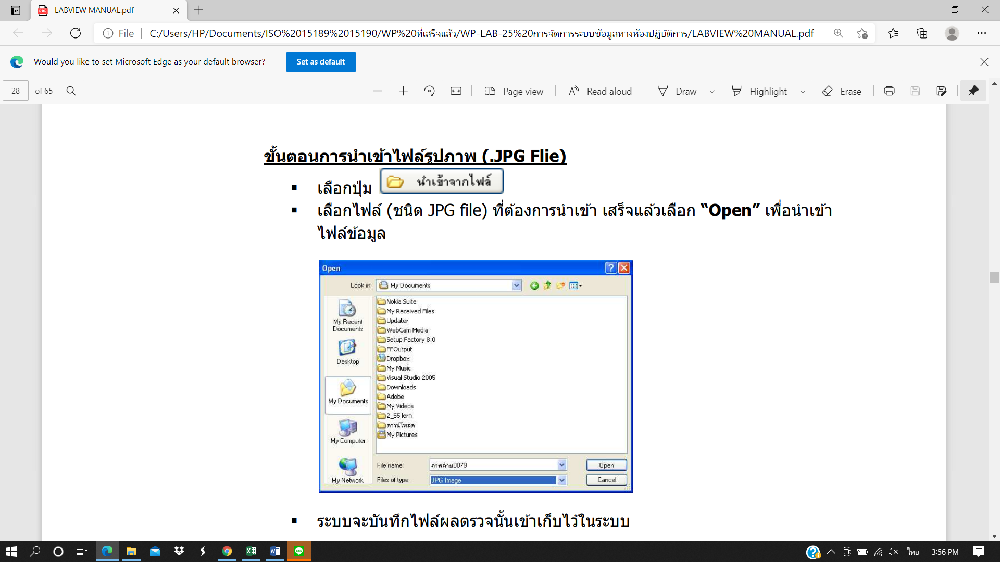 LABVIEW MANUAL.pdf
File
C:/Users/HP/Documents/ISO%2015189%2015190/WP%20ที่เสร็จแล้ว/WP-LAB-25%20การจัดการระบบข้อมูลทางห้องปฏิบัติการ/LABVIEW%20MANUAL.pdf
Would you like to set Microsoft Edge as your default browser?
Set as default
28 of 65
Page view
Read aloud
Draw
Highlight
Erase
ขั้นตอนการนำเข้าไฟล์รูปภาพ (.JPG Flie)
▪ เลือกปุ่ม นำเข้าจากไฟล์
▪ เลือกไฟล์ (ชนิด JPG file) ที่ต้องการนำเข้า เสร็จแล้วเลือก “Open” เพื่อนำเข้า
ไฟล์ข้อมูล
Open
Look in: My Documents
My Recent
Documents
Desktop
My Documents
My Computer
My Network
Nokia Suite
My Received Files
Updater
WebCam Media
Setup Factory 8.0
FFOutput
Dropbox
My Music
Visual Studio 2005
Downloads
Adobe
My Videos
2_55 lern
ดาวน์โหลด
My Pictures
File name: ภาพถ่าย0079 Open
Files of type: JPG Image Cancel
▪ ระบบจะบันทึกไฟล์ผลตรวจนั้นเข้าเก็บไว้ในระบบ
ไทย
3:56 PM